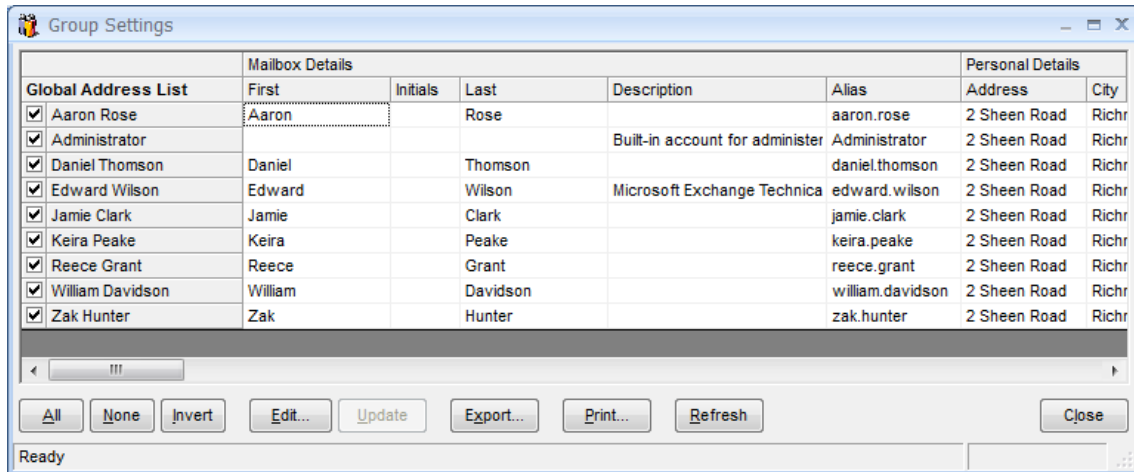 Group Settings
Mailbox Details Personal Details
Global Address List First Initials Last Description Alias Address City
Aaron Rose Aaron Rose aaron.rose 2 Sheen Road Richr
Administrator Built-in account for administer Administrator 2 Sheen Road Richr
Daniel Thomson Daniel Thomson daniel.thomson 2 Sheen Road Richr
Edward Wilson Edward Wilson Microsoft Exchange Technica edward.wilson 2 Sheen Road Richr
Jamie Clark Jamie Clark jamie.clark 2 Sheen Road Richr
Keira Peake Keira Peake keira.peake 2 Sheen Road Richr
Reece Grant Reece Grant reece.grant 2 Sheen Road Richr
William Davidson William Davidson william.davidson 2 Sheen Road Richr
Zak Hunter Zak Hunter zak.hunter 2 Sheen Road Richr
All None Invert Edit... Update Export... Print... Refresh Close
Ready